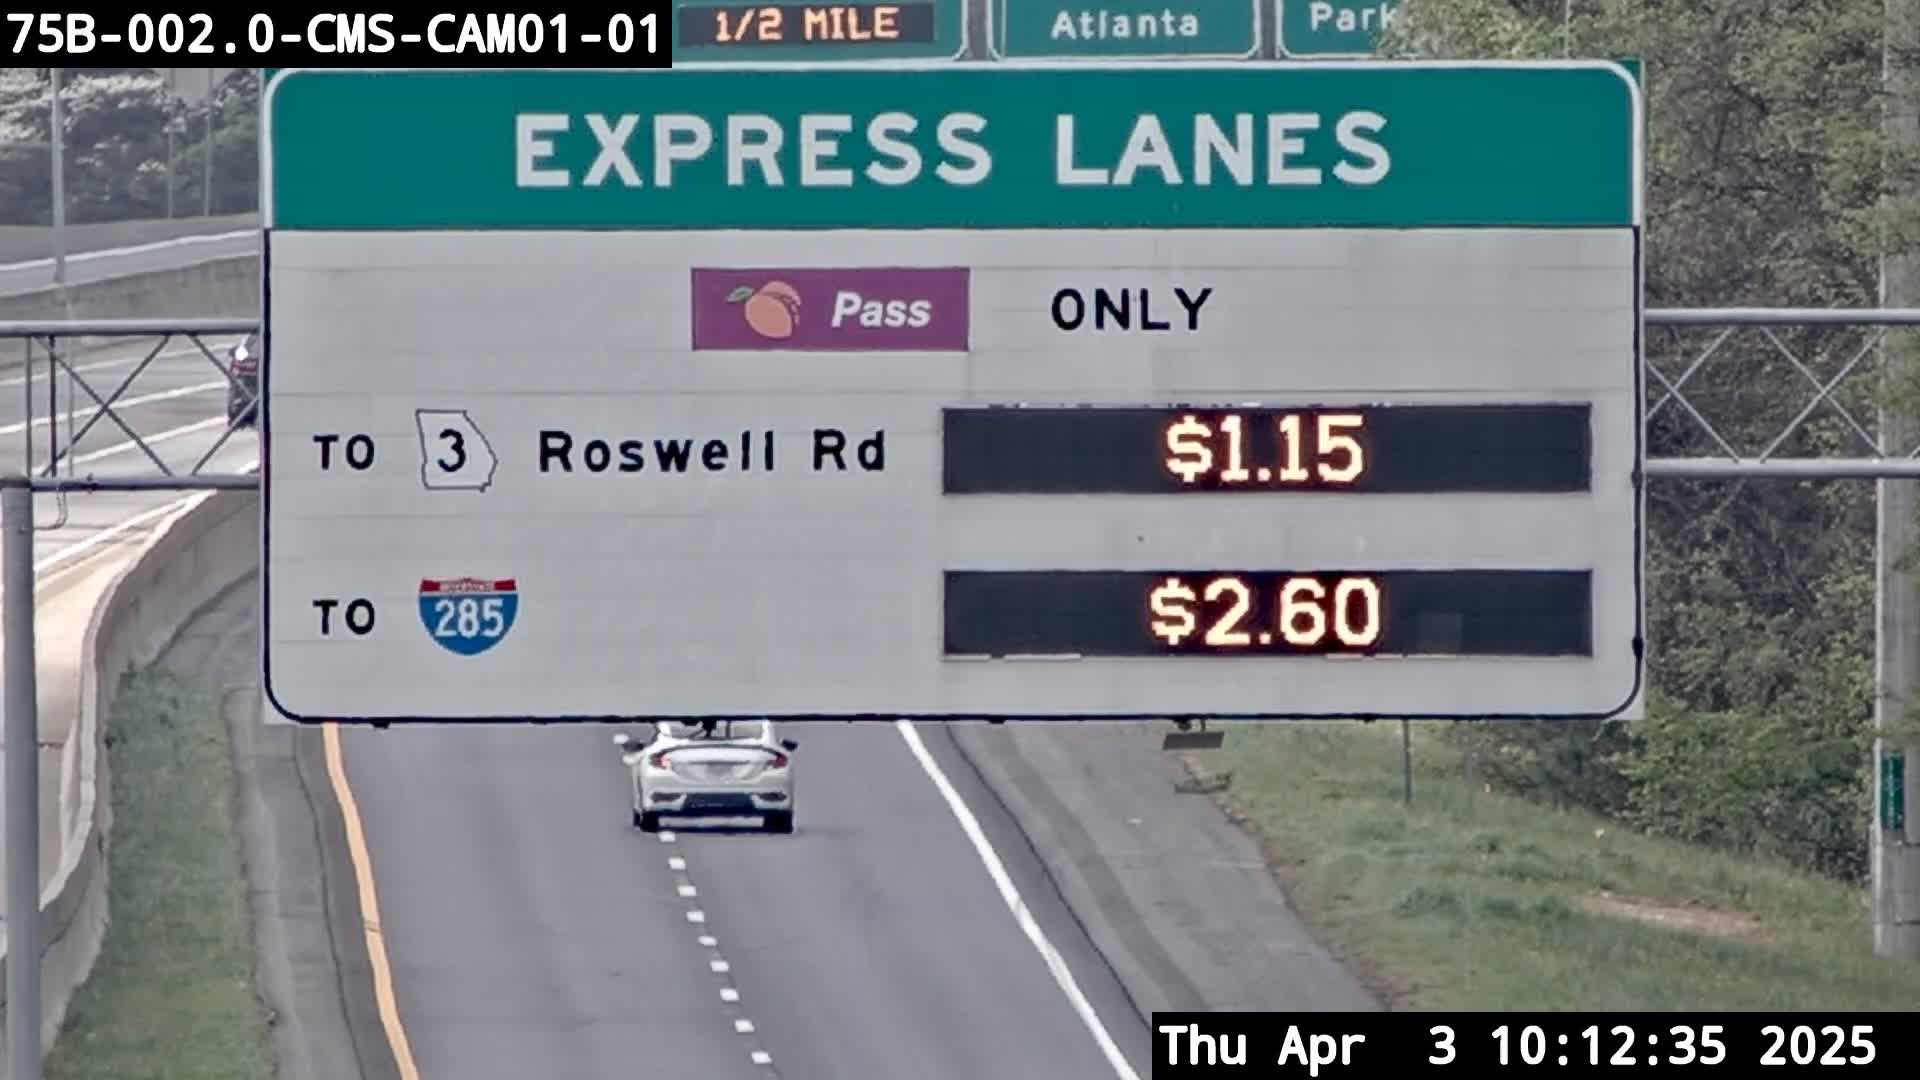 75B-002.0-CMS-CAM01-01
1/2 MILE
Atlanta
Park
EXPRESS LANES
Pass ONLY
TO 3 Roswell Rd $1.15
TO INTERSTATE 285 $2.60
Thu Apr 3 10:12:35 2025